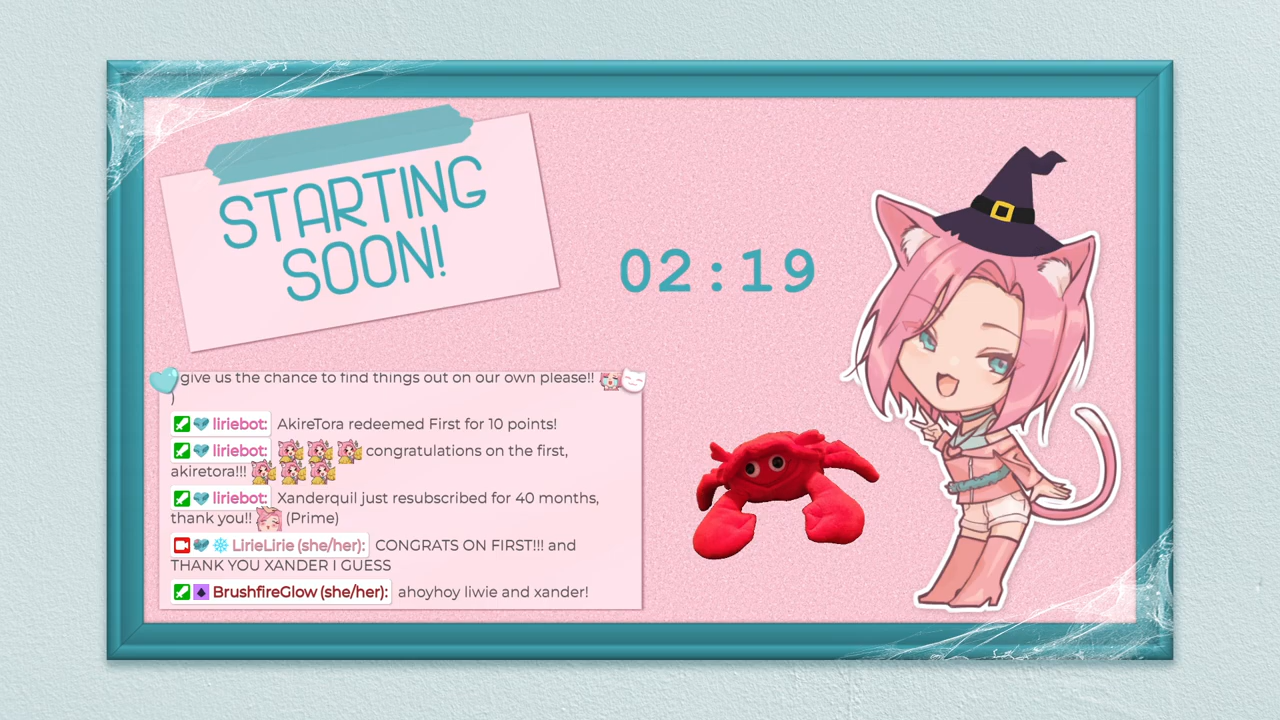 STARTING
SOON!
02:19
give us the chance to find things out on our own please!!
)
liriebot: AkireTora redeemed First for 10 points!
liriebot: congratulations on the first,
akiretora!!!
liriebot: Xanderquil just resubscribed for 40 months,
thank you!! (Prime)
LirieLirie (she/her): CONGRATS ON FIRST!!! and
THANK YOU XANDER I GUESS
BrushfireGlow (she/her): ahoyhoy liwie and xander!